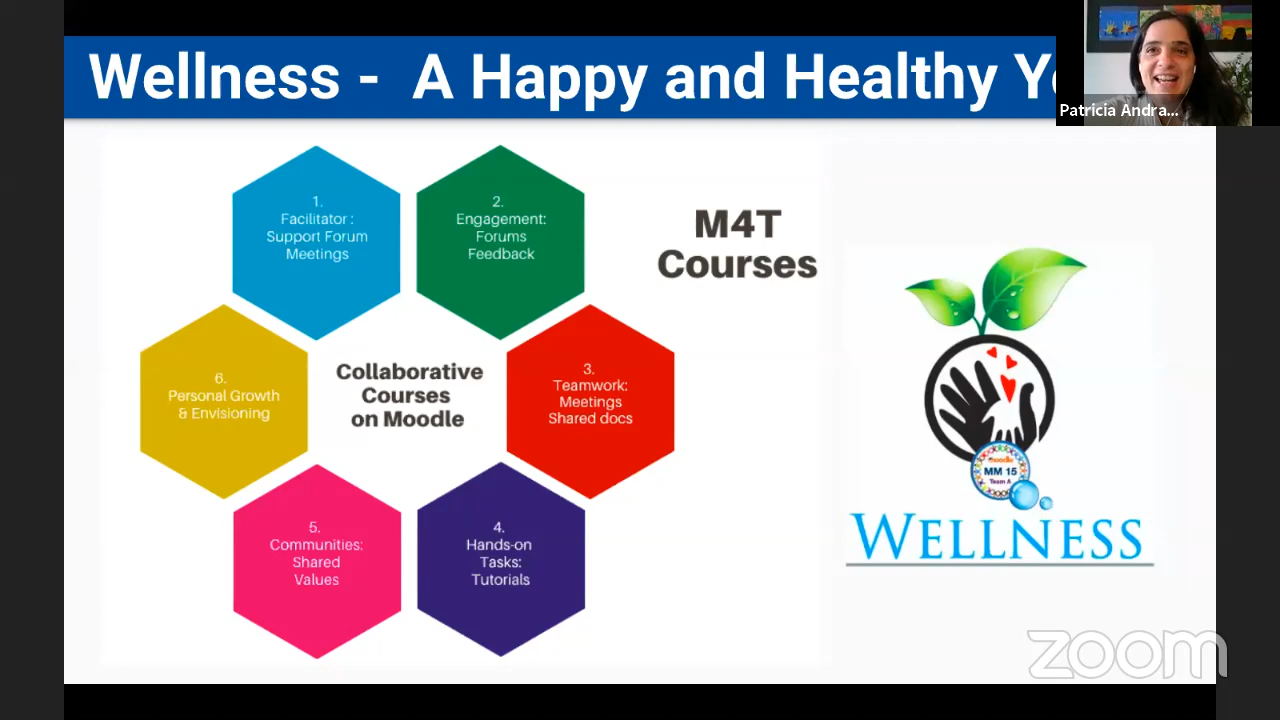 Wellness - A Happy and Healthy
Patricia Andra...
1.
Facilitator :
Support Forum
Meetings
2.
Engagement:
Forums
Feedback
M4T
Courses
6.
Personal Growth
& Envisioning
Collaborative
Courses
on Moodle
3.
Teamwork:
Meetings
Shared docs
moodle
MM 15
Team A
WELLNESS
5.
Communities:
Shared
Values
4.
Hands-on
Tasks:
Tutorials
zoom